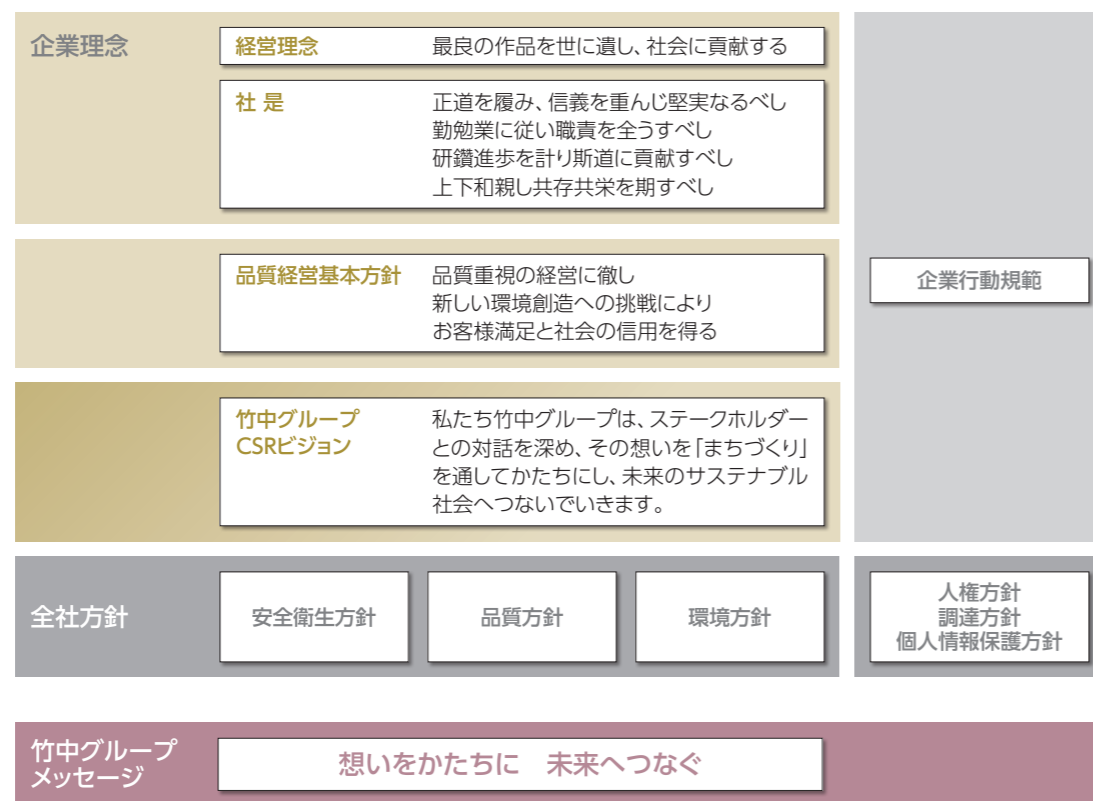 企業理念
経営理念 最良の作品を世に遺し、社会に貢献する
社 是 正道を履み、信義を重んじ堅実なるべし
勤勉業に従い職責を全うすべし
研鑽進歩を計り斯道に貢献すべし
上下和親し共存共栄を期すべし
品質経営基本方針 品質重視の経営に徹し
新しい環境創造への挑戦により
お客様満足と社会の信用を得る
企業行動規範
竹中グループ
CSRビジョン
私たち竹中グループは、ステークホルダー
との対話を深め、その想いを「まちづくり」
を通してかたちにし、未来のサステナブル
社会へつないでいきます。
全社方針
安全衛生方針
品質方針
環境方針
人権方針
調達方針
個人情報保護方針
竹中グループ
メッセージ
想いをかたちに 未来へつなぐ